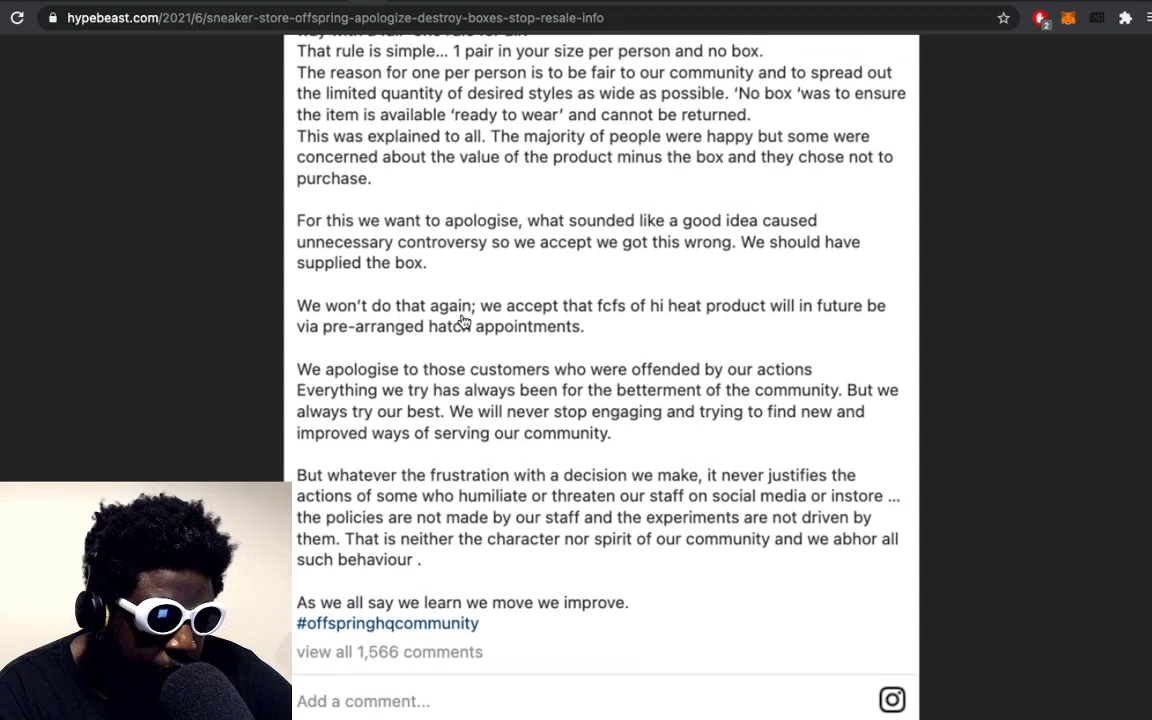 hypebeast.com/2021/6/sneaker-store-offspring-apologize-destroy-boxes-stop-resale-info
2
way with a fair 'one rule for all'
That rule is simple... 1 pair in your size per person and no box.
The reason for one per person is to be fair to our community and to spread out
the limited quantity of desired styles as wide as possible. ‘No box ‘was to ensure
the item is available ‘ready to wear’ and cannot be returned.
This was explained to all. The majority of people were happy but some were
concerned about the value of the product minus the box and they chose not to
purchase.
For this we want to apologise, what sounded like a good idea caused
unnecessary controversy so we accept we got this wrong. We should have
supplied the box.
We won’t do that again; we accept that fcfs of hi heat product will in future be
via pre-arranged hatch appointments.
We apologise to those customers who were offended by our actions
Everything we try has always been for the betterment of the community. But we
always try our best. We will never stop engaging and trying to find new and
improved ways of serving our community.
But whatever the frustration with a decision we make, it never justifies the
actions of some who humiliate or threaten our staff on social media or instore ...
the policies are not made by our staff and the experiments are not driven by
them. That is neither the character nor spirit of our community and we abhor all
such behaviour .
As we all say we learn we move we improve.
#offspringhqcommunity
view all 1,566 comments
Add a comment...